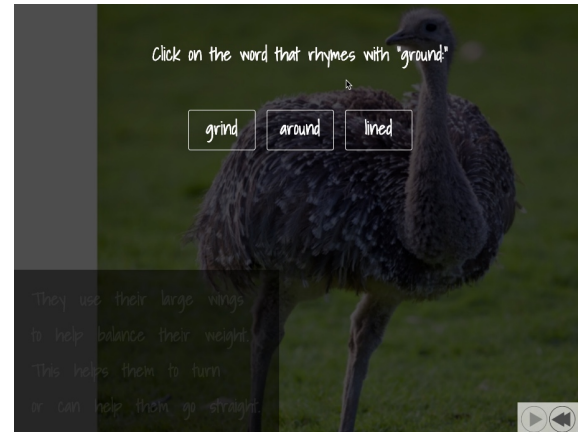 Click on the word that rhymes with "ground."
grind around lined
They use their large wings
to help balance their weight.
This helps them to turn
or can help them go straight.